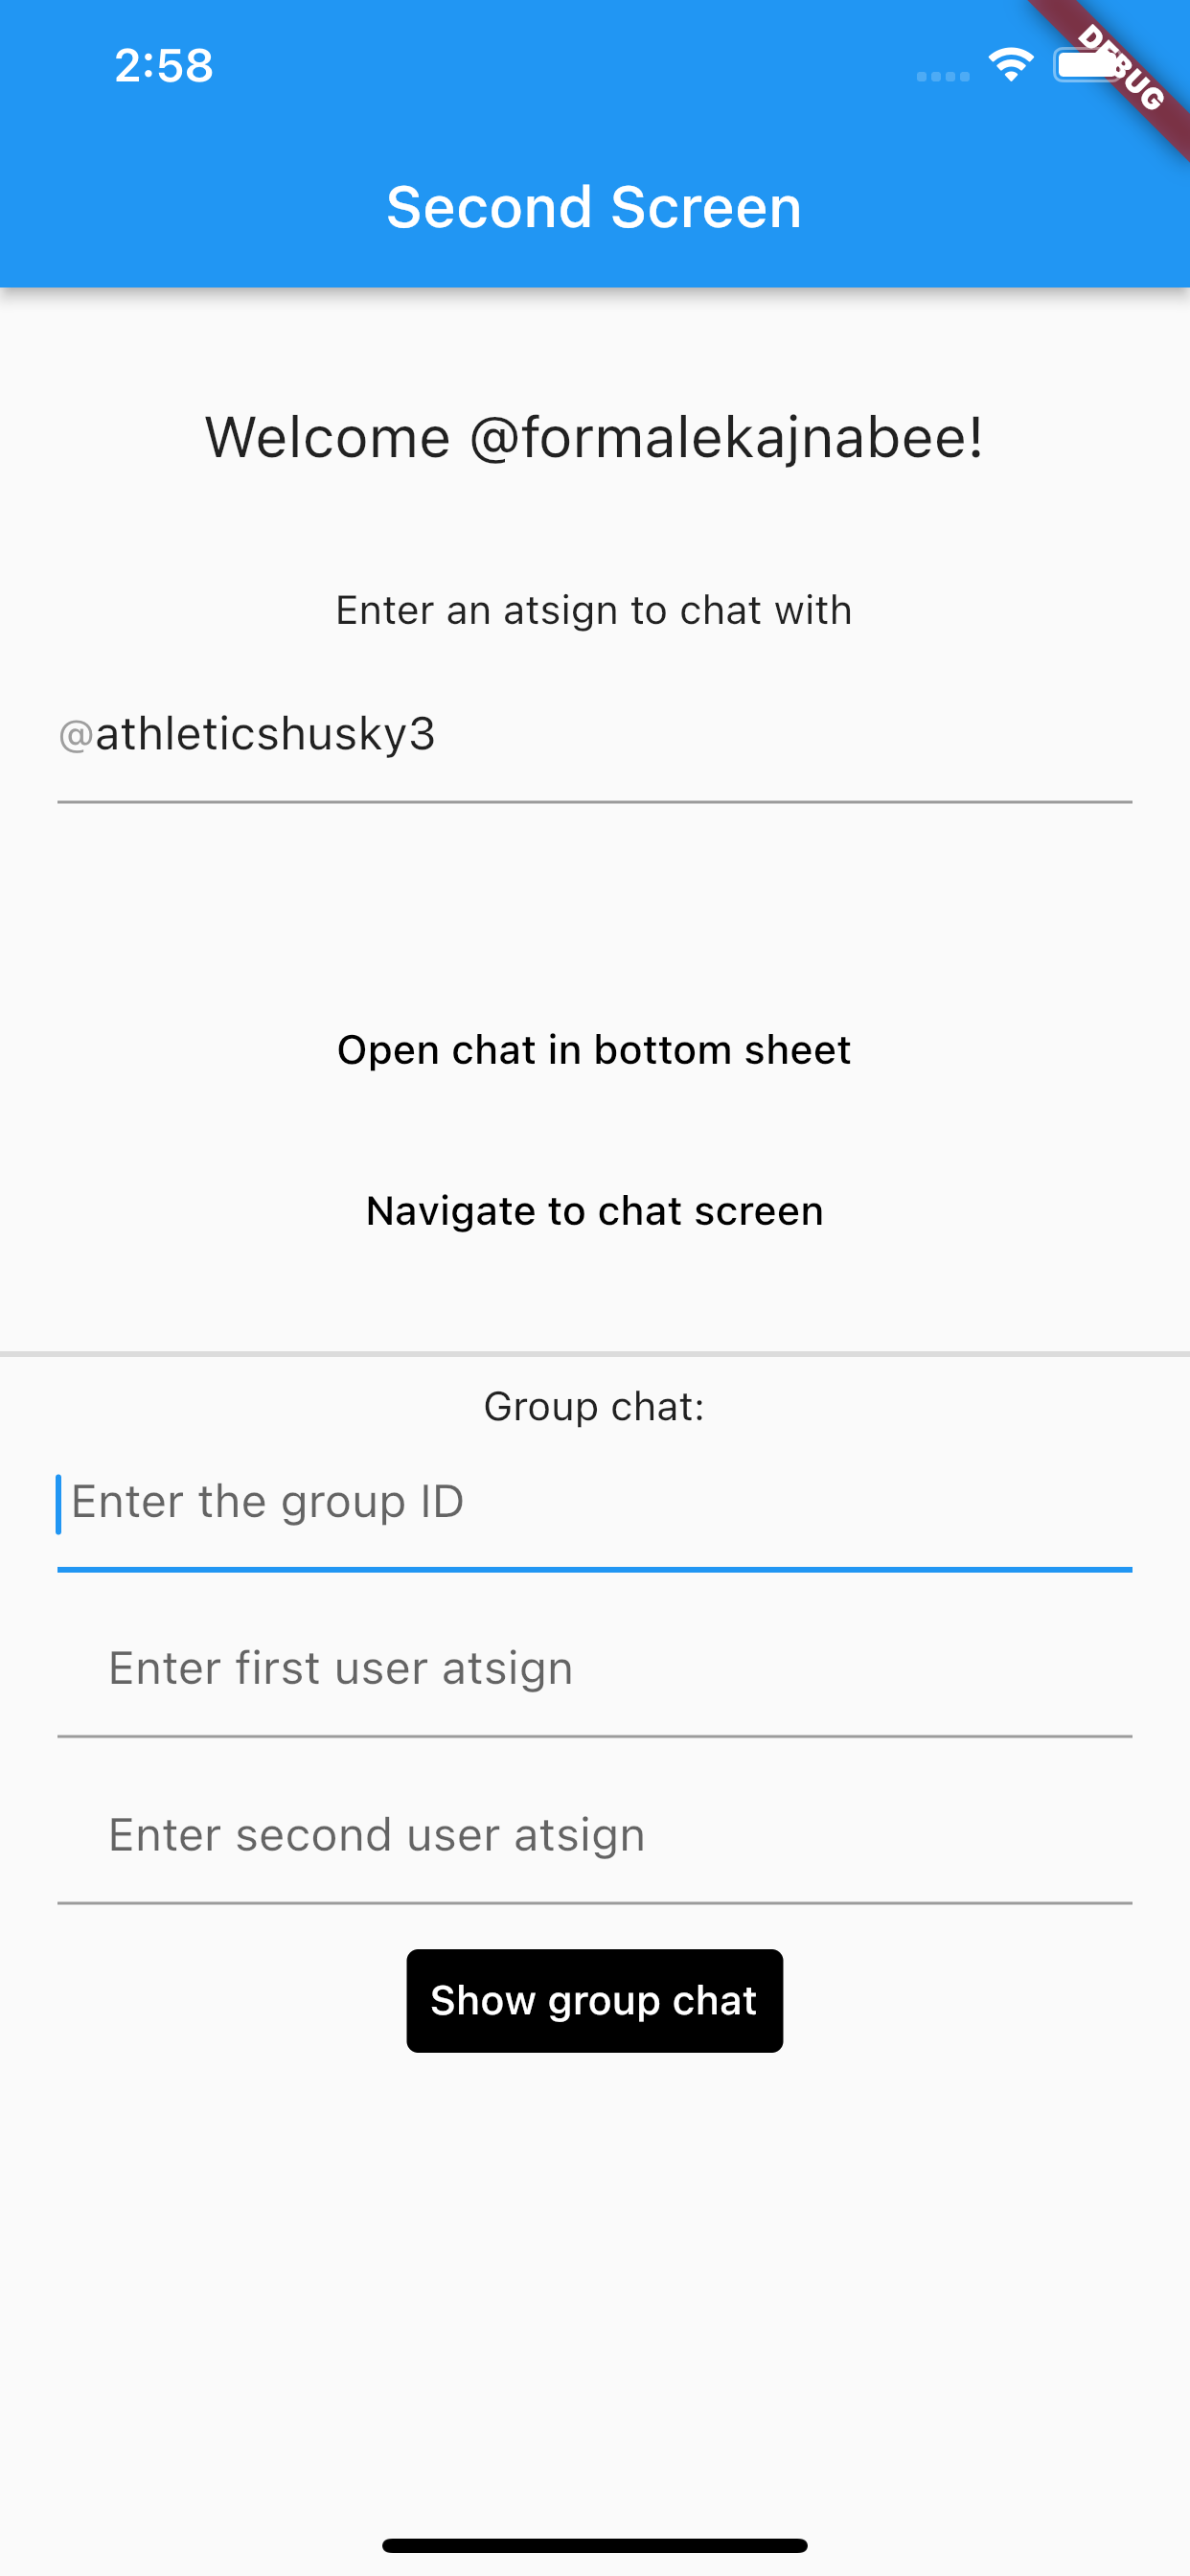 2:58
DEBUG
Second Screen
Welcome @formalekajnabee!
Enter an atsign to chat with
@athleticshusky3
Open chat in bottom sheet
Navigate to chat screen
Group chat:
Enter the group ID
Enter first user atsign
Enter second user atsign
Show group chat